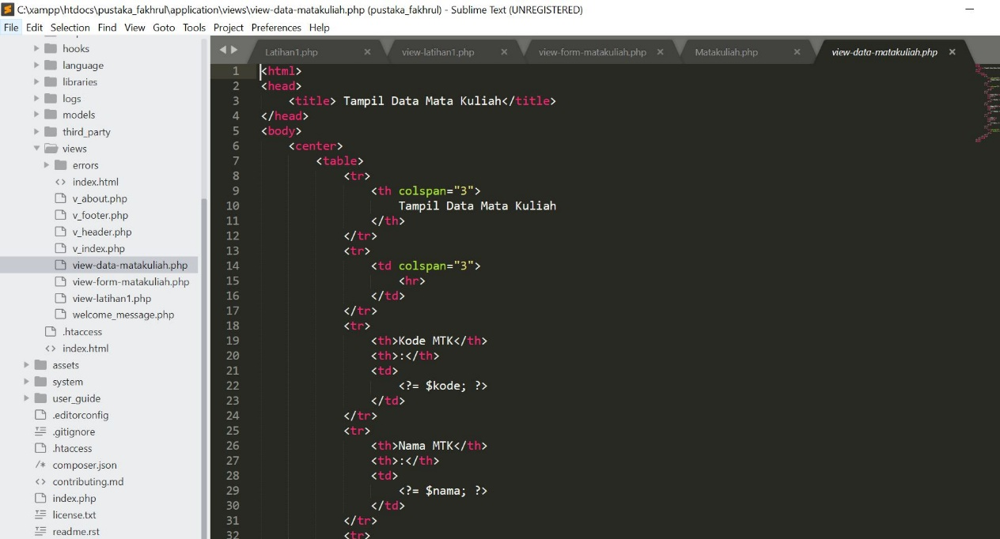 C:\xampp\htdocs\pustaka_fakhrul\application\views\view-data-matakuliah.php (pustaka_fakhrul) - Sublime Text (UNREGISTERED)
File Edit Selection Find View Goto Tools Project Preferences Help
hooks
language
libraries
logs
models
third_party
views
errors
<> index.html
v_about.php
v_footer.php
v_header.php
v_index.php
view-data-matakuliah.php
view-form-matakuliah.php
view-latihan1.php
welcome_message.php
.htaccess
<> index.html
assets
system
user_guide
.editorconfig
.gitignore
.htaccess
/* composer.json
<> contributing.md
index.php
license.txt
readme.rst
Latihan1.php × view-latihan1.php × view-form-matakuliah.php × Matakuliah.php × view-data-matakuliah.php ×
1 <html>
2 <head>
3 <title> Tampil Data Mata Kuliah</title>
4 </head>
5 <body>
6 <center>
7 <table>
8 <tr>
9 <th colspan="3">
10 Tampil Data Mata Kuliah
11 </th>
12 </tr>
13 <tr>
14 <td colspan="3">
15 <hr>
16 </td>
17 </tr>
18 <tr>
19 <th>Kode MTK</th>
20 <th>:</th>
21 <td>
22 <?= $kode; ?>
23 </td>
24 </tr>
25 <tr>
26 <th>Nama MTK</th>
27 <th>:</th>
28 <td>
29 <?= $nama; ?>
30 </td>
31 </tr>
32 <tr>